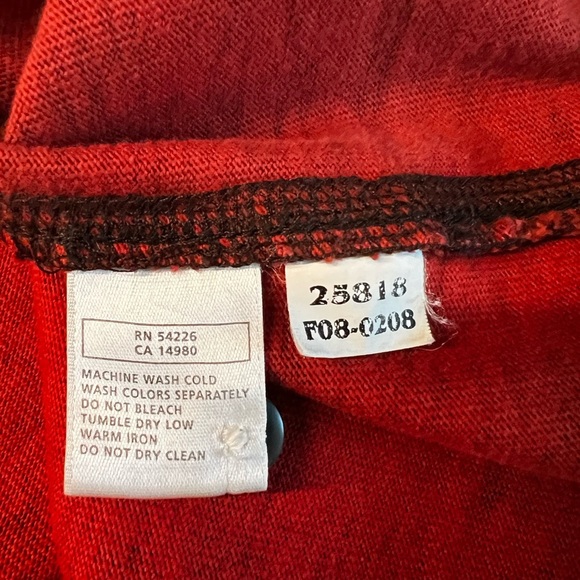 RN 54226
CA 14980
MACHINE WASH COLD
WASH COLORS SEPARATELY
DO NOT BLEACH
TUMBLE DRY LOW
WARM IRON
DO NOT DRY CLEAN
25818
F08-0208